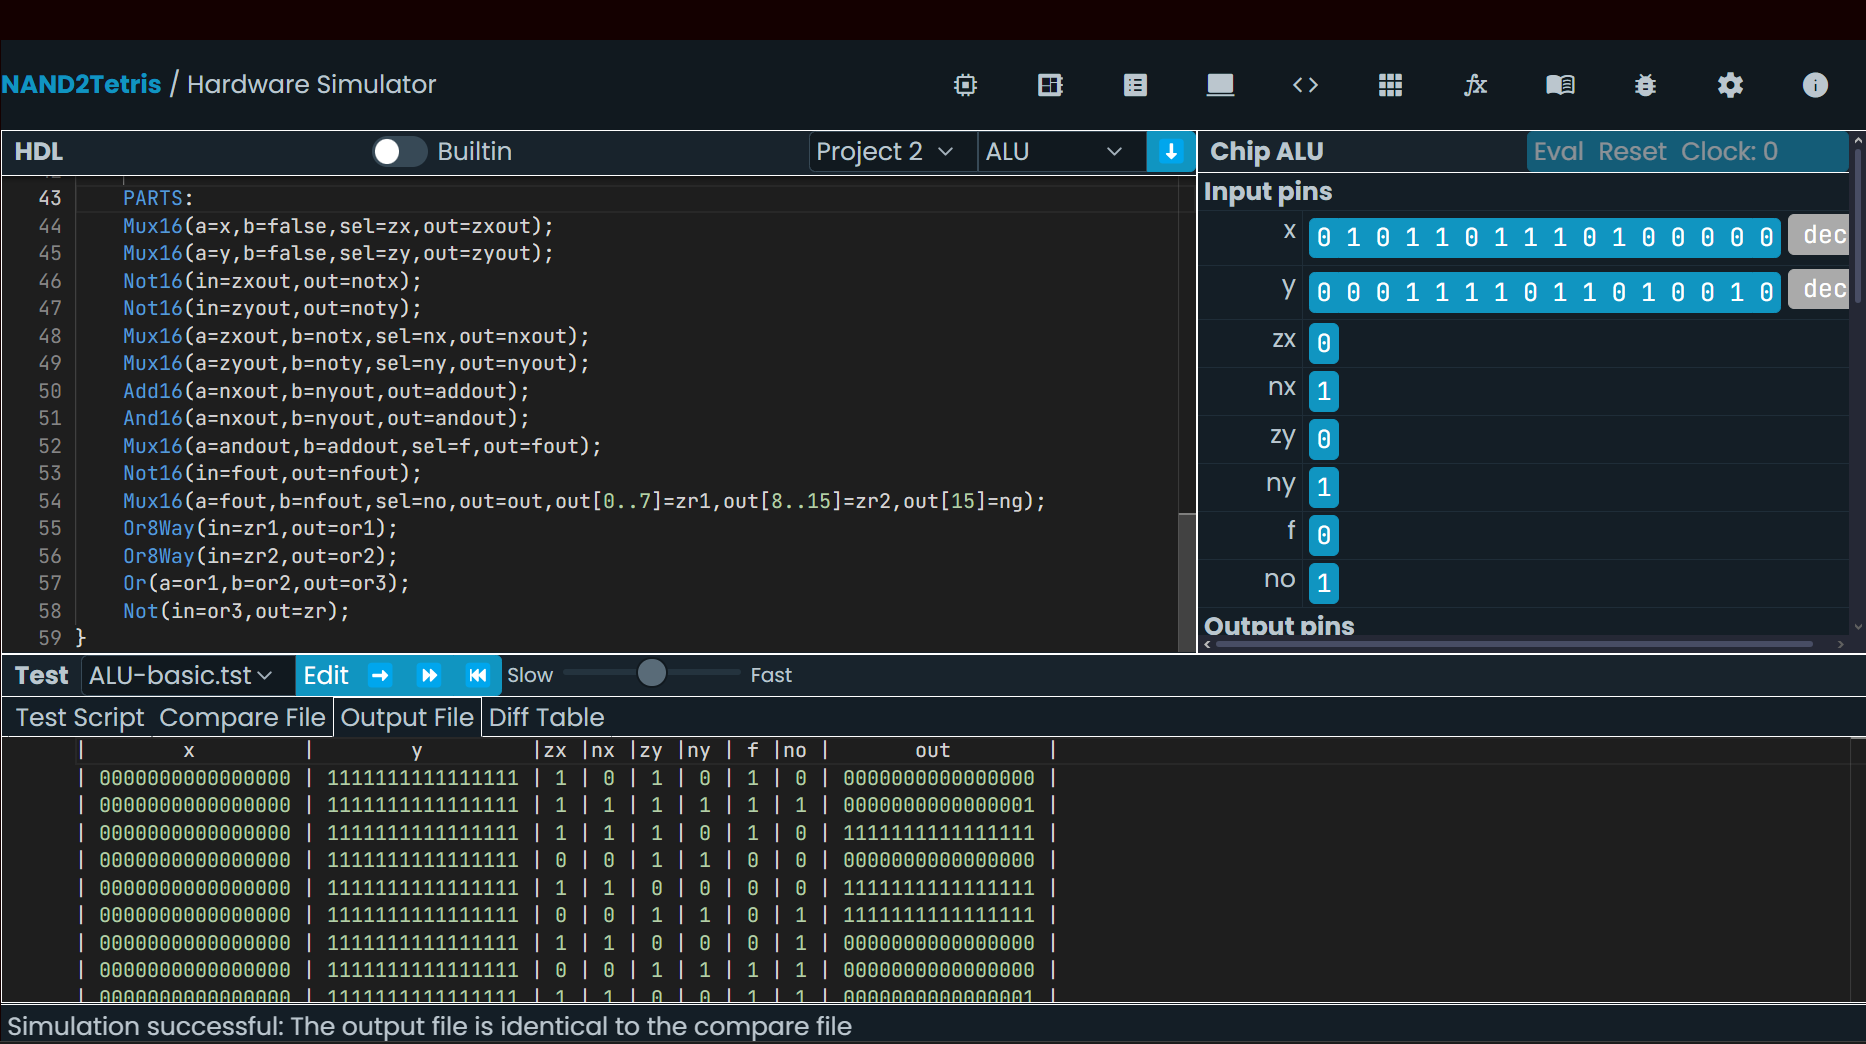 NAND2Tetris / Hardware Simulator
HDL Builtin Project 2 ALU
43 PARTS:
44 Mux16(a=x,b=false,sel=zx,out=zxout);
45 Mux16(a=y,b=false,sel=zy,out=zyout);
46 Not16(in=zxout,out=notx);
47 Not16(in=zyout,out=noty);
48 Mux16(a=zxout,b=notx,sel=nx,out=nxout);
49 Mux16(a=zyout,b=noty,sel=ny,out=nyout);
50 Add16(a=nxout,b=nyout,out=addout);
51 And16(a=nxout,b=nyout,out=andout);
52 Mux16(a=andout,b=addout,sel=f,out=fout);
53 Not16(in=fout,out=nfout);
54 Mux16(a=fout,b=nfout,sel=no,out=out,out[0..7]=zr1,out[8..15]=zr2,out[15]=ng);
55 Or8Way(in=zr1,out=or1);
56 Or8Way(in=zr2,out=or2);
57 Or(a=or1,b=or2,out=or3);
58 Not(in=or3,out=zr);
59 }
Chip ALU Eval Reset Clock: 0
Input pins
x 0 1 0 1 1 0 1 1 1 0 1 0 0 0 0 0 dec
y 0 0 0 1 1 1 1 0 1 1 0 1 0 0 1 0 dec
zx 0
nx 1
zy 0
ny 1
f 0
no 1
Output pins
Test ALU-basic.tst Edit Slow Fast
Test Script Compare File Output File Diff Table
| x | y |zx |nx |zy |ny | f |no | out |
| 0000000000000000 | 1111111111111111 | 1 | 0 | 1 | 0 | 1 | 0 | 0000000000000000 |
| 0000000000000000 | 1111111111111111 | 1 | 1 | 1 | 1 | 1 | 1 | 0000000000000001 |
| 0000000000000000 | 1111111111111111 | 1 | 1 | 1 | 0 | 1 | 0 | 1111111111111111 |
| 0000000000000000 | 1111111111111111 | 0 | 0 | 1 | 1 | 0 | 0 | 0000000000000000 |
| 0000000000000000 | 1111111111111111 | 1 | 1 | 0 | 0 | 0 | 0 | 1111111111111111 |
| 0000000000000000 | 1111111111111111 | 0 | 0 | 1 | 1 | 0 | 1 | 1111111111111111 |
| 0000000000000000 | 1111111111111111 | 1 | 1 | 0 | 0 | 0 | 1 | 0000000000000000 |
| 0000000000000000 | 1111111111111111 | 0 | 0 | 1 | 1 | 1 | 1 | 0000000000000000 |
| 0000000000000000 | 1111111111111111 | 1 | 1 | 0 | 0 | 1 | 1 | 0000000000000001 |
Simulation successful: The output file is identical to the compare file